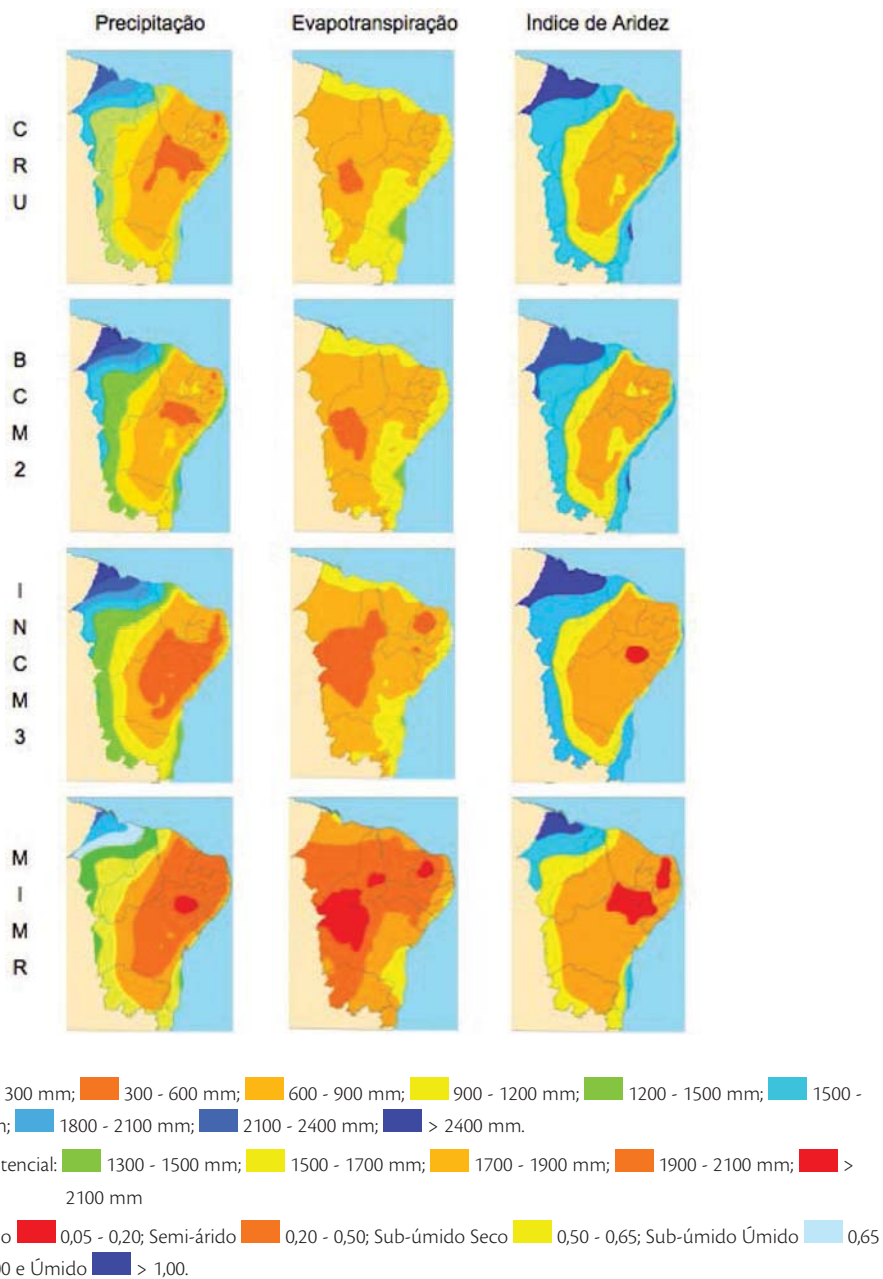 Precipitação Evapotranspiração Índice de Aridez
C
R
U
B
C
M
2
I
N
C
M
3
M
I
M
R
300 mm; 300 - 600 mm; 600 - 900 mm; 900 - 1200 mm; 1200 - 1500 mm; 1500 -
; 1800 - 2100 mm; 2100 - 2400 mm; > 2400 mm.
tencial: 1300 - 1500 mm; 1500 - 1700 mm; 1700 - 1900 mm; 1900 - 2100 mm; >
2100 mm
o 0,05 - 0,20; Semi-árido 0,20 - 0,50; Sub-úmido Seco 0,50 - 0,65; Sub-úmido Úmido 0,65
00 e Úmido > 1,00.